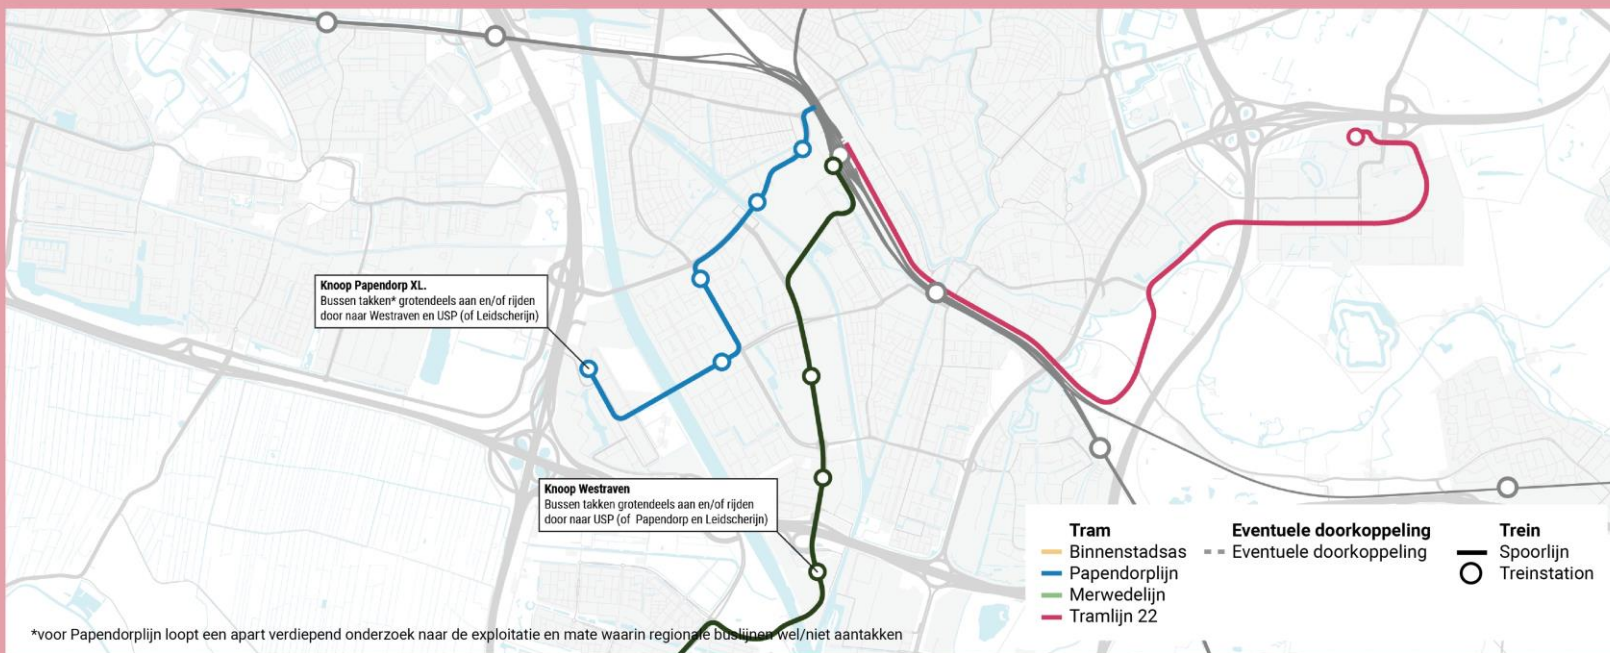 Knoop Papendorp XL.
Bussen takken* grotendeels aan en/of rijden
door naar Westraven en USP (of Leidscherijn)
Knoop Westraven
Bussen takken grotendeels aan en/of rijden
door naar USP (of Papendorp en Leidscherijn)
Tram
Binnenstadsas
Papendorplijn
Merwedelijn
Tramlijn 22
Eventuele doorkoppeling
Eventuele doorkoppeling
Trein
Spoorlijn
Treinstation
*voor Papendorplijn loopt een apart verdiepend onderzoek naar de exploitatie en mate waarin regionale buslijnen wel/niet aantakken